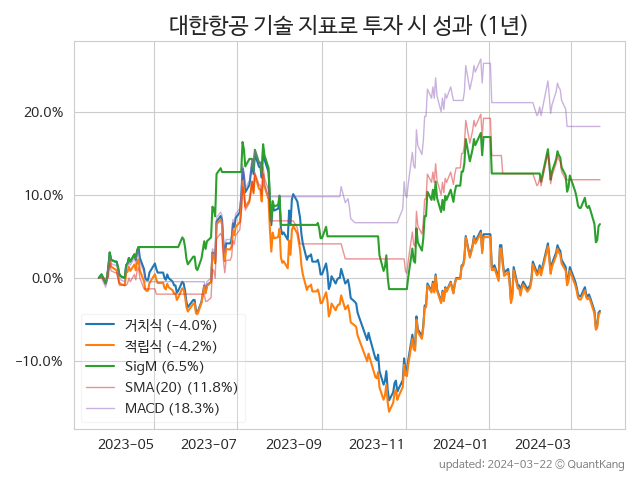 대한항공 기술 지표로 투자 시 성과 (1년)
20.0%
10.0%
0.0%
−10.0%
거치식 (−4.0%)
적립식 (−4.2%)
SigM (6.5%)
SMA(20) (11.8%)
MACD (18.3%)
2023-05
2023-07
2023-09
2023-11
2024-01
2024-03
updated: 2024-03-22 ⓒ QuantKang